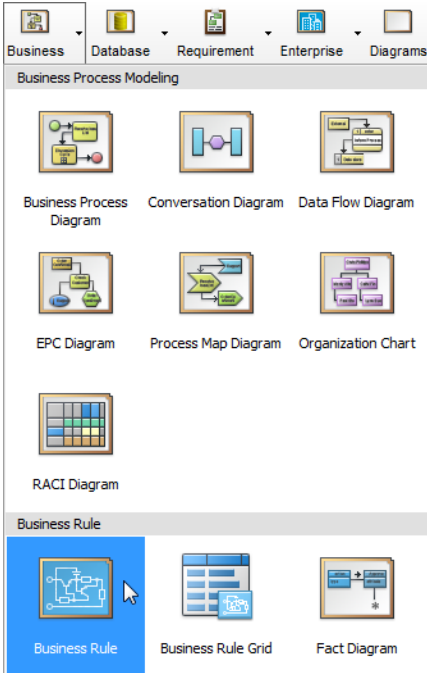 Business Database Requirement Enterprise Diagrams
Business Process Modeling
Business Process Diagram
Conversation Diagram
Data Flow Diagram
EPC Diagram
Process Map Diagram
Organization Chart
RACI Diagram
Business Rule
Business Rule
Business Rule Grid
Fact Diagram